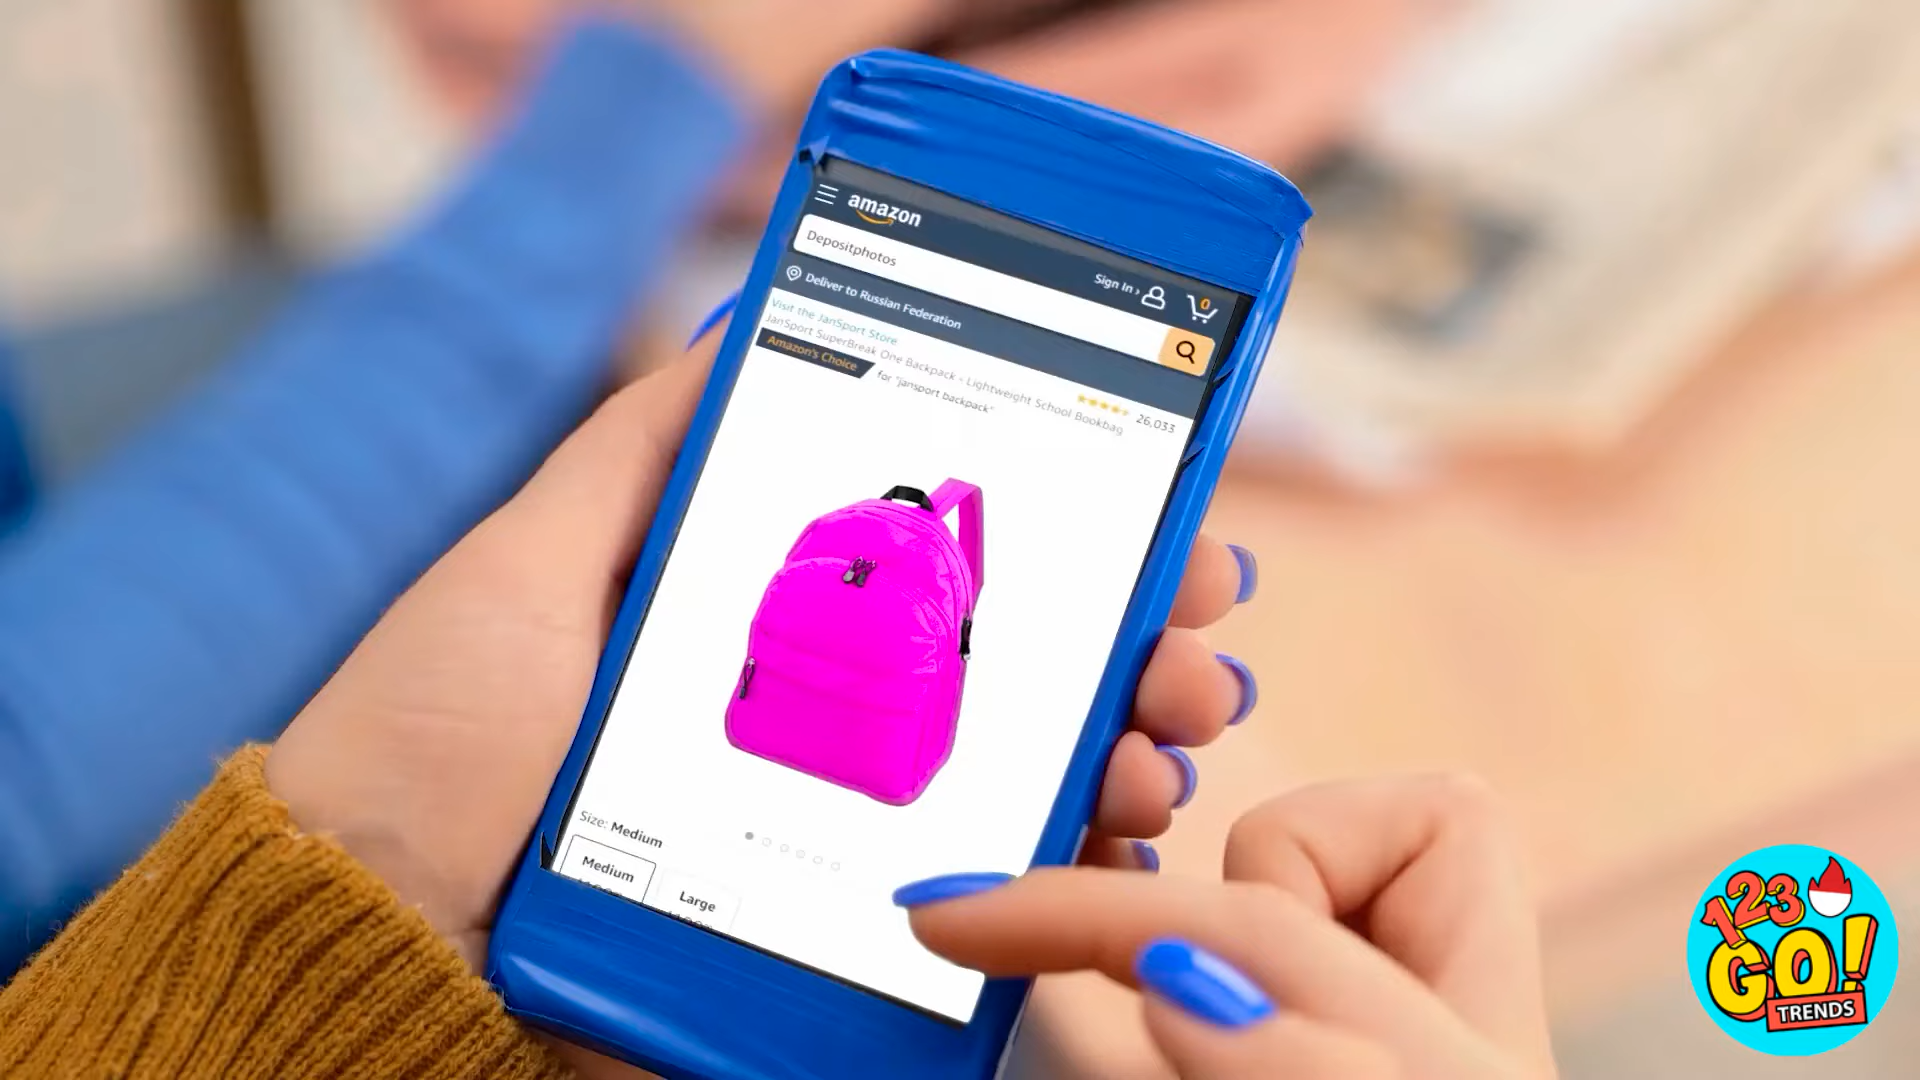 amazon
Depositphotos
Sign In ›
0
Deliver to Russian Federation
Visit the JanSport Store
JanSport SuperBreak One Backpack - Lightweight School Bookbag
26,033
Amazon's Choice
for "jansport backpack"
Size: Medium
Medium
Large
123
GO!
TRENDS